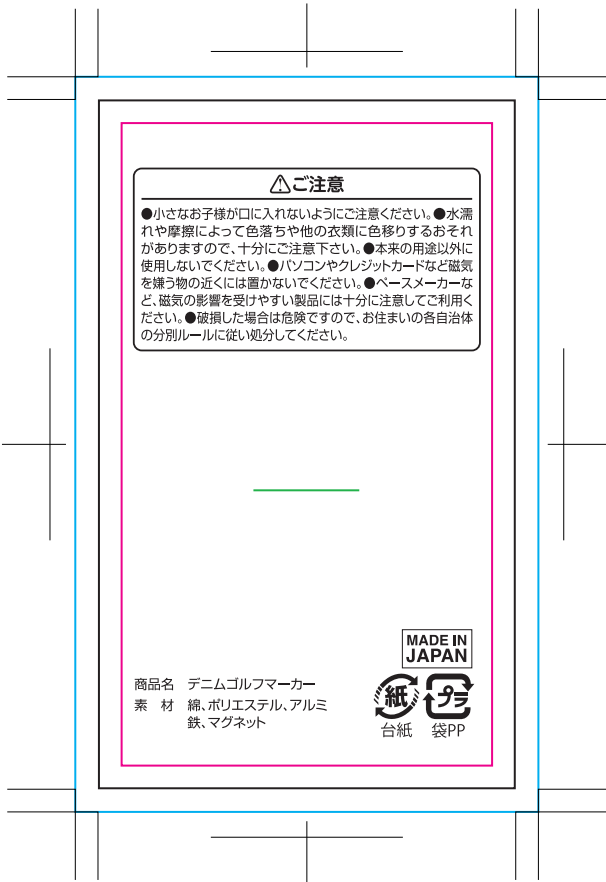 ⚠ご注意
●小さなお子様が口に入れないようにご注意ください。●水濡
れや摩擦によって色落ちや他の衣類に色移りするおそれ
がありますので、十分にご注意下さい。●本来の用途以外に
使用しないでください。●パソコンやクレジットカードなど磁気
を嫌う物の近くには置かないでください。●ペースメーカーな
ど、磁気の影響を受けやすい製品には十分に注意してご利用く
ださい。●破損した場合は危険ですので、お住まいの各自治体
の分別ルールに従い処分してください。
MADE IN
JAPAN
商品名 デニムゴルフマーカー
素 材 綿、ポリエステル、アルミ
鉄、マグネット
紙 プラ
台紙 袋PP